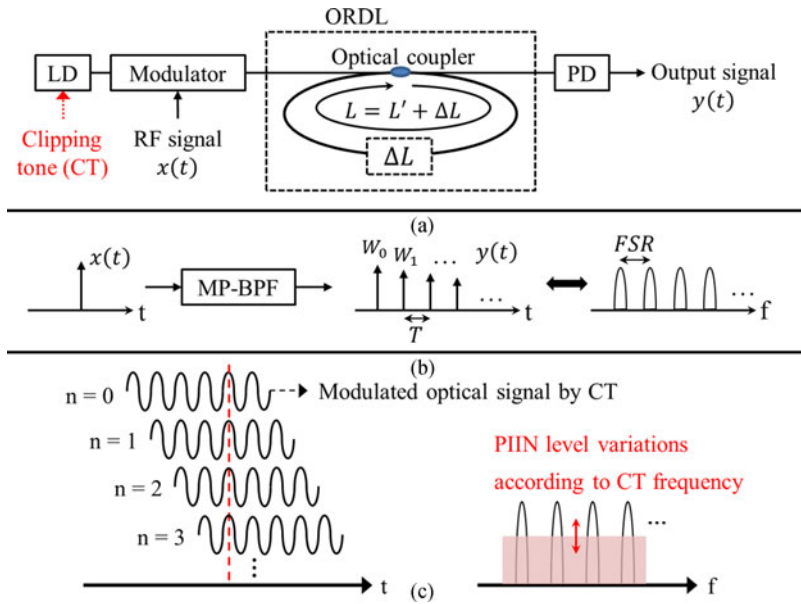 ORDL
LD
Modulator
Optical coupler
L = L′ + ΔL
ΔL
PD
Output signal
y(t)
Clipping
tone (CT)
RF signal
x(t)
(a)
x(t)
t
MP-BPF
W₀
W₁
...
y(t)
...
T
t
FSR
...
f
(b)
n = 0
Modulated optical signal by CT
n = 1
n = 2
n = 3
⋮
t
PIIN level variations
according to CT frequency
...
f
(c)